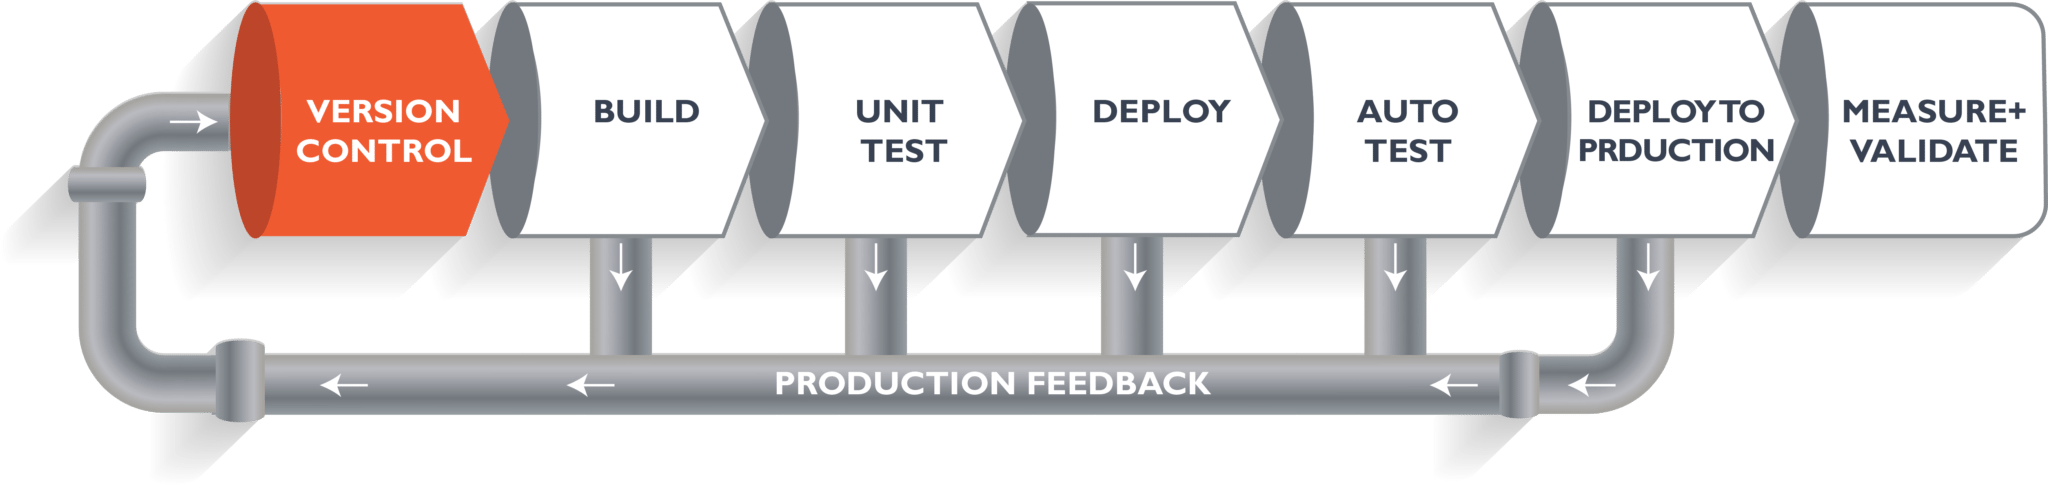 VERSION
CONTROL
BUILD
UNIT
TEST
DEPLOY
AUTO
TEST
DEPLOY TO
PRDUCTION
MEASURE+
VALIDATE
PRODUCTION FEEDBACK